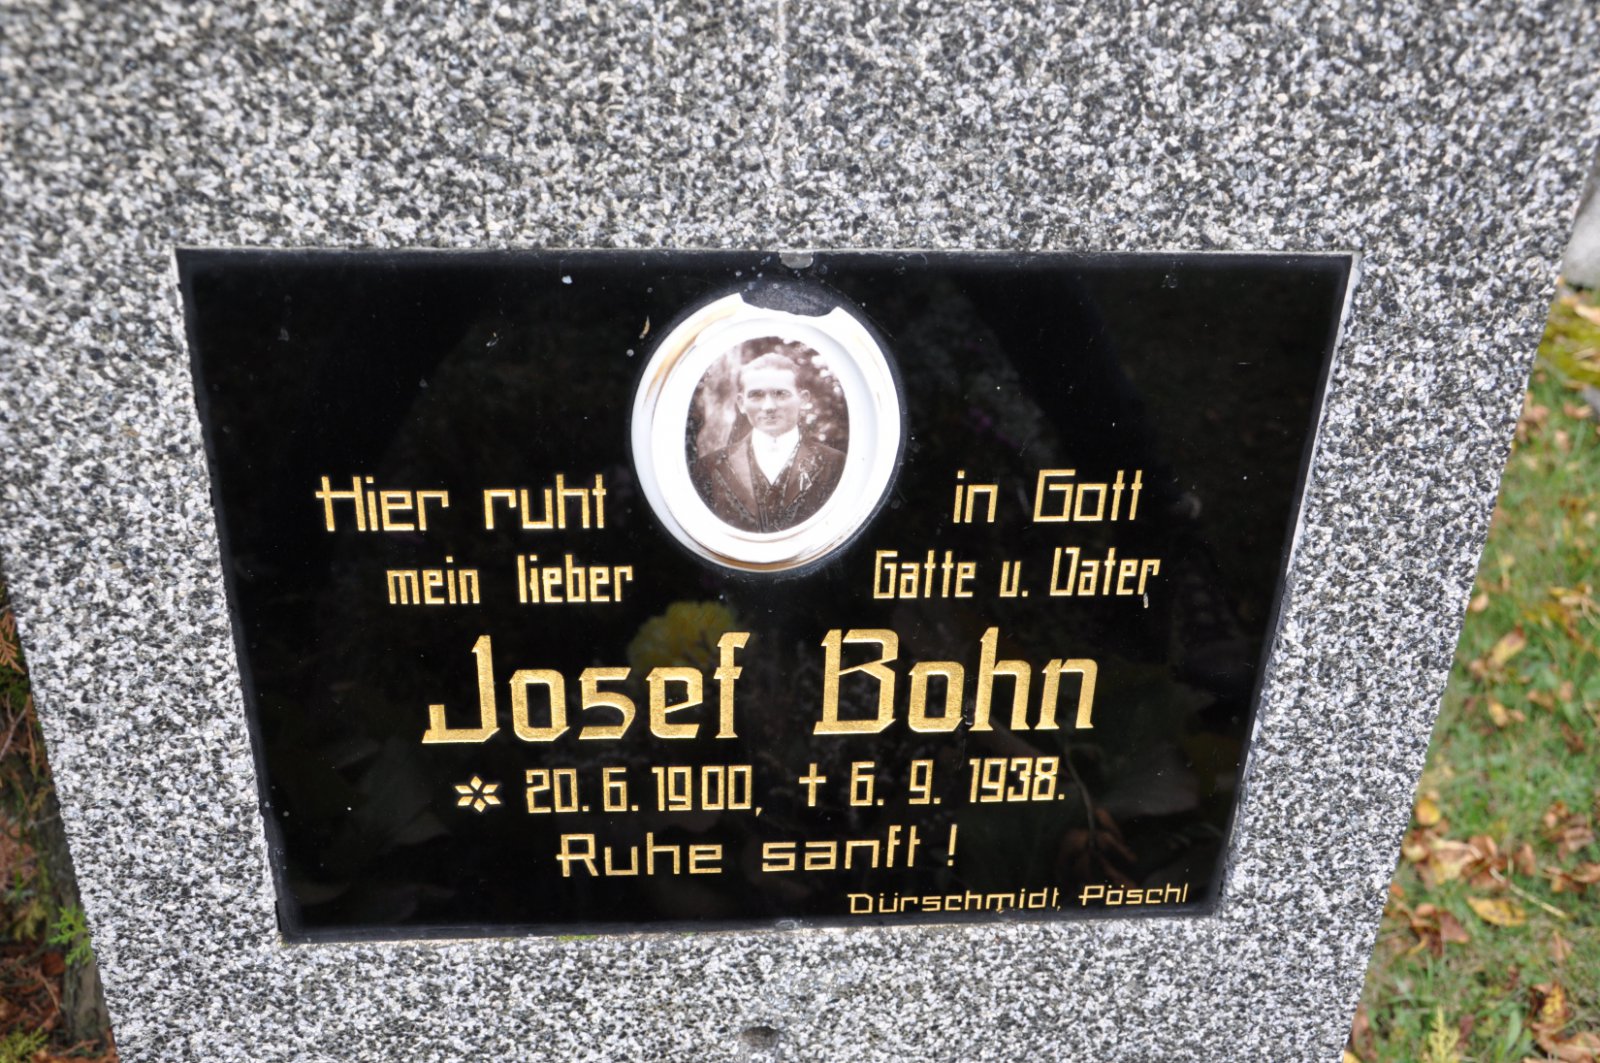 Hier ruht in Gott
mein lieber Gatte u. Vater
Josef Bohn
* 20. 6. 1900, † 6. 9. 1938.
Ruhe sanft!
Dürschmidt, Pöschl